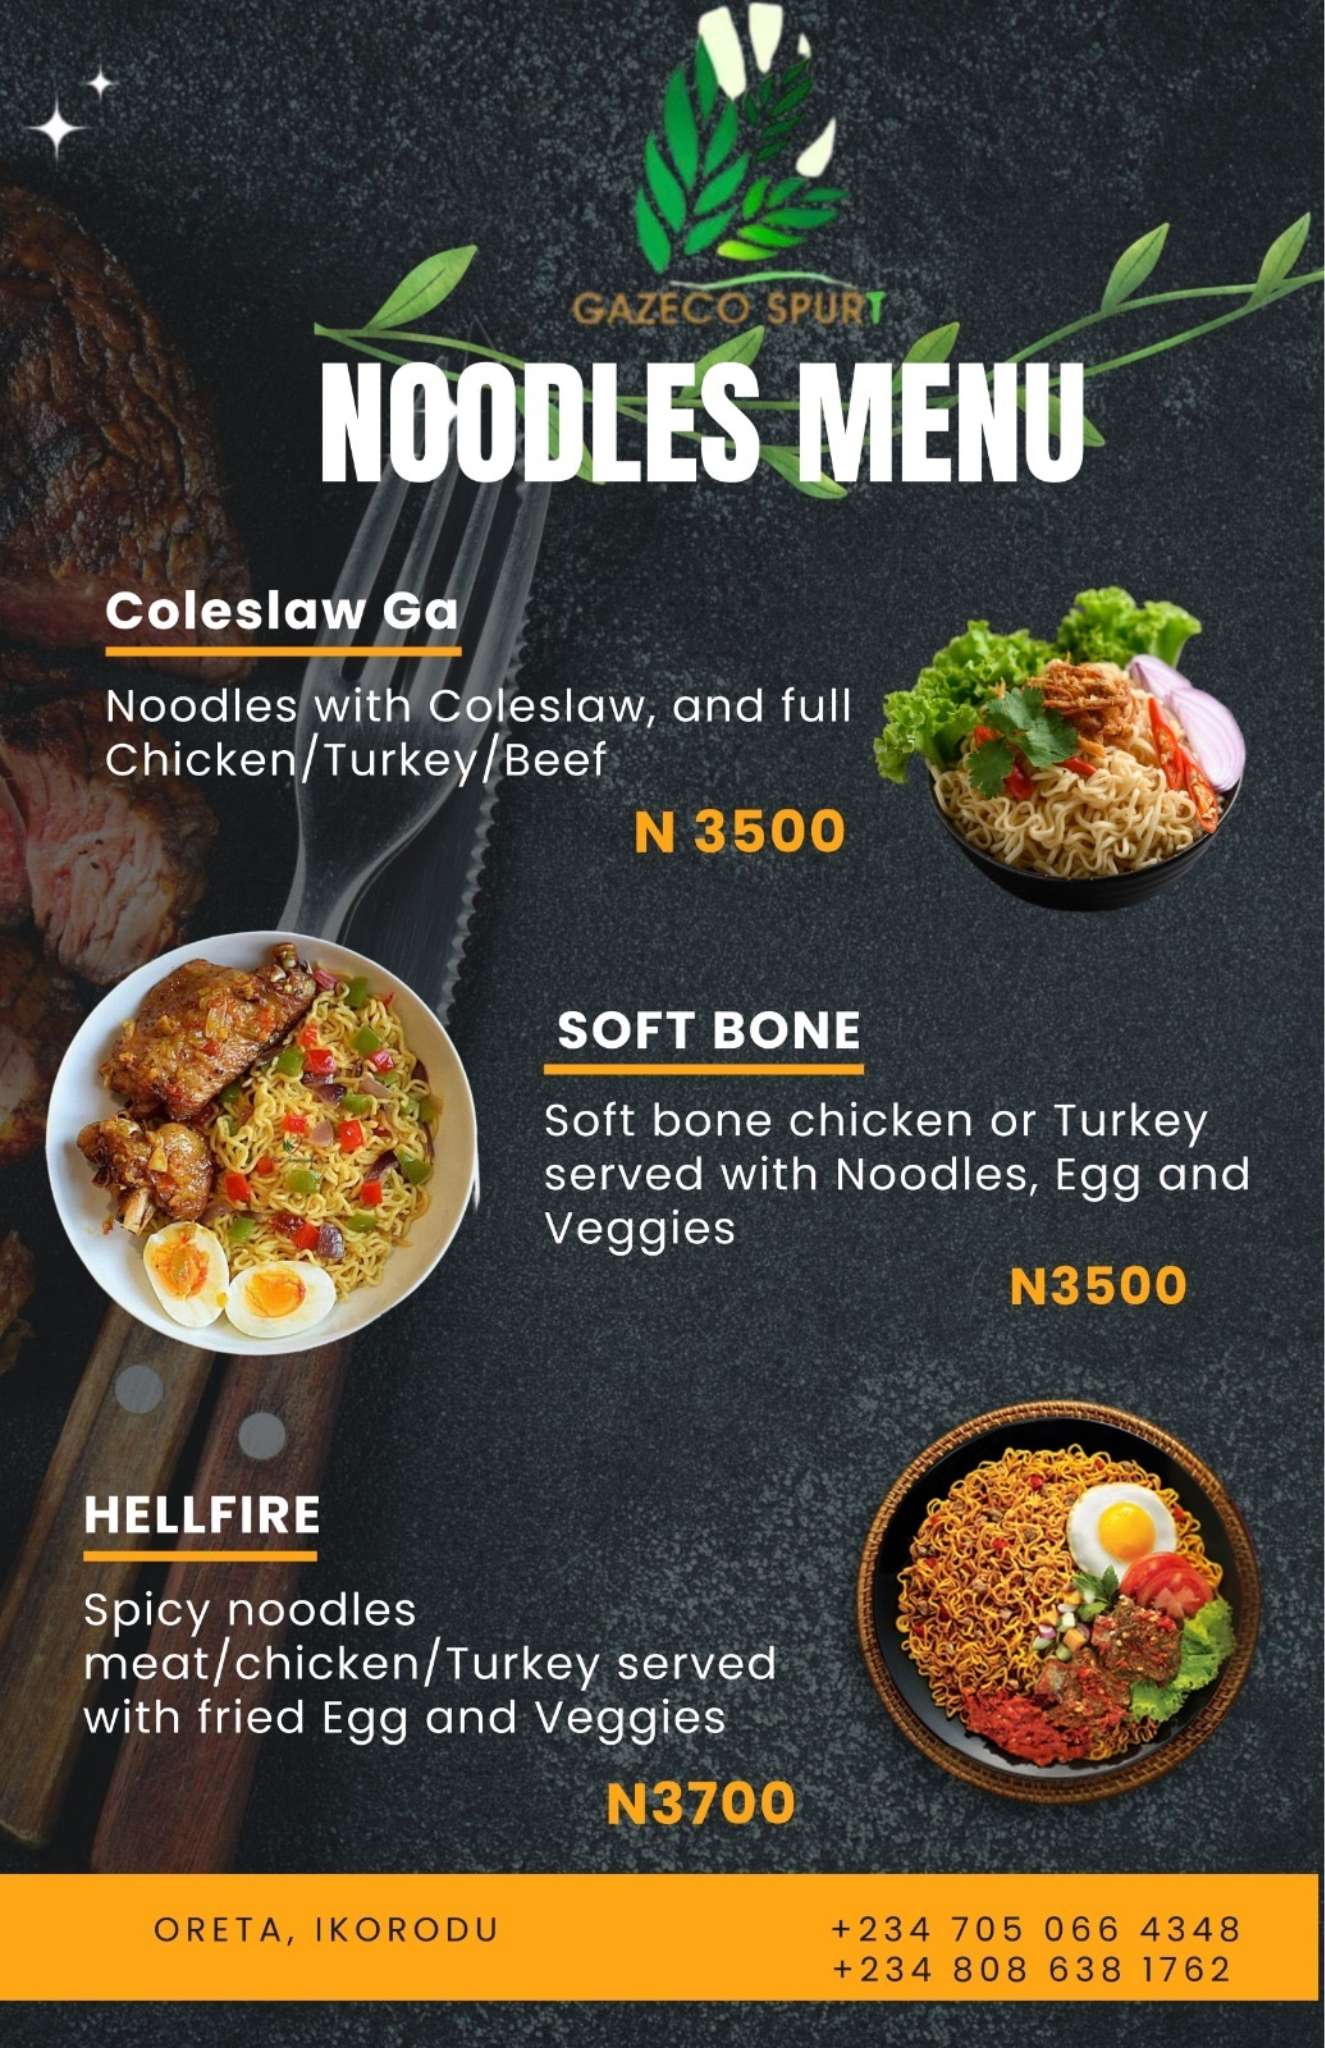 GAZECO SPURT
NOODLES MENU
Coleslaw Ga
Noodles with Coleslaw, and full
Chicken/Turkey/Beef
N 3500
SOFT BONE
Soft bone chicken or Turkey
served with Noodles, Egg and
Veggies
N3500
HELLFIRE
Spicy noodles
meat/chicken/Turkey served
with fried Egg and Veggies
N3700
ORETA, IKORODU
+234 705 066 4348
+234 808 638 1762